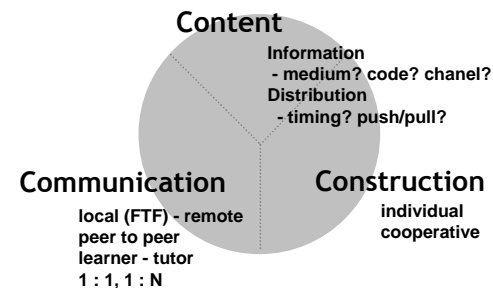 Content
Information
- medium? code? chanel?
Distribution
- timing? push/pull?
Communication
local (FTF) - remote
peer to peer
learner - tutor
1 : 1, 1 : N
Construction
individual
cooperative